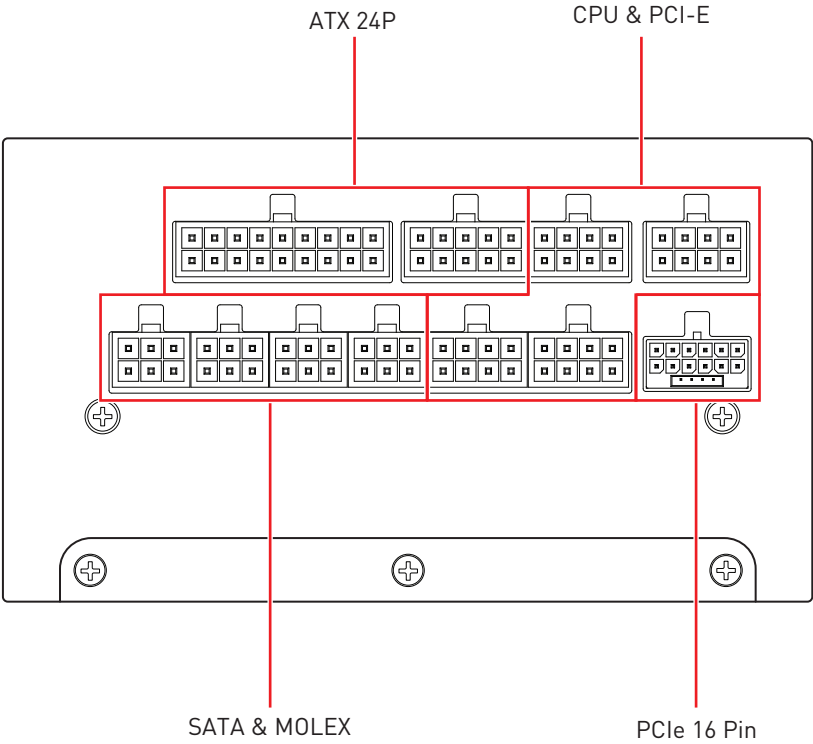 ATX 24P
CPU & PCI-E
SATA & MOLEX
PCIe 16 Pin